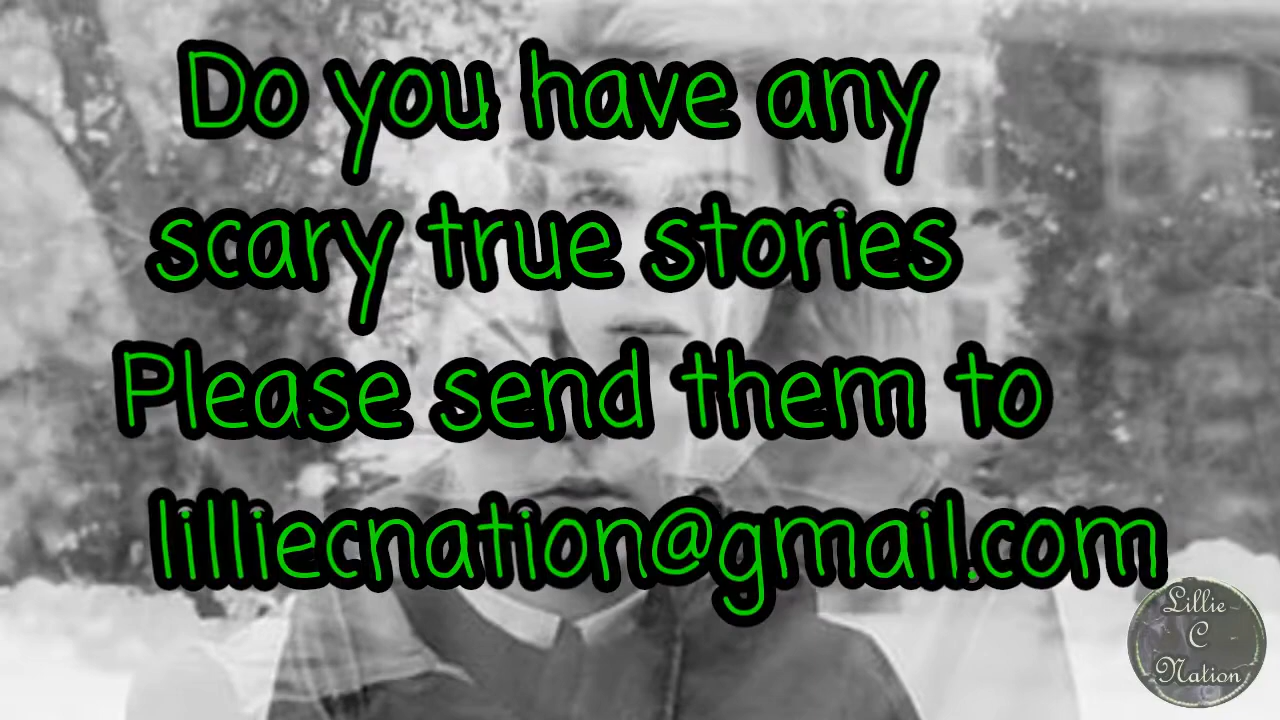 Do you have any
scary true stories
Please send them to
lilliecnation@gmail.com
Lillie
C
Nation